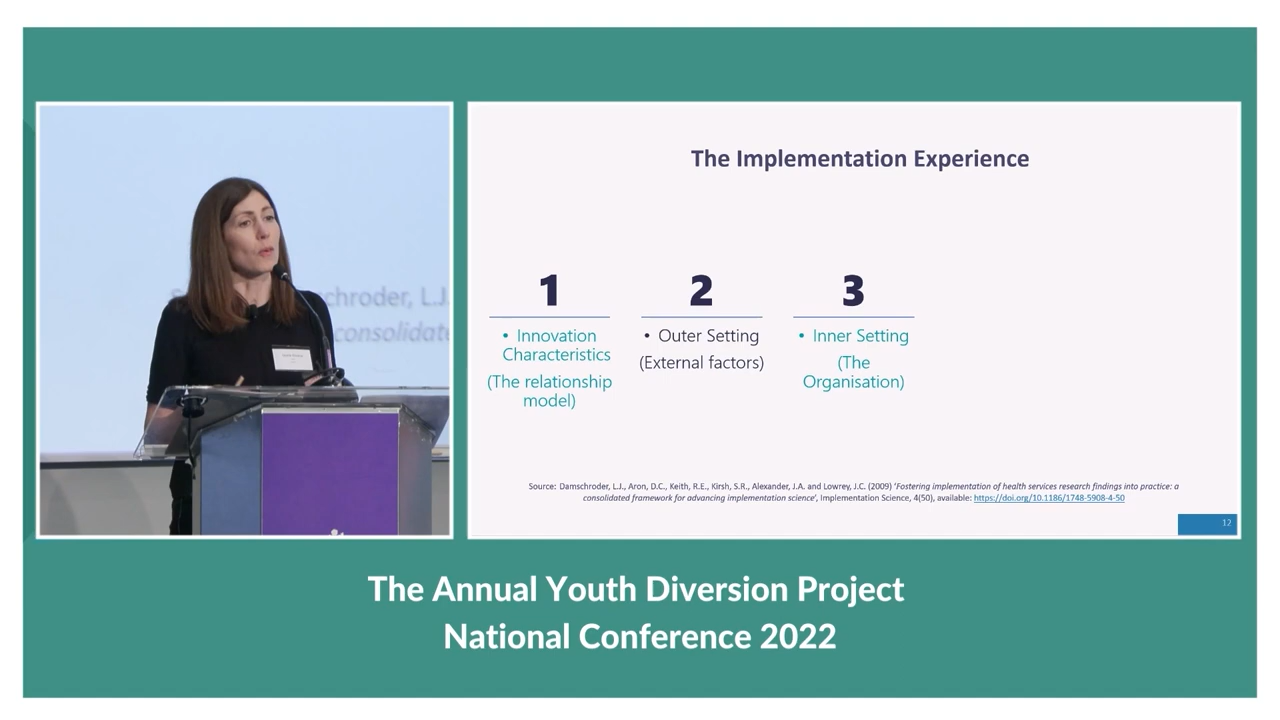 chroder, L.J.
consolidate
The Implementation Experience
1
• Innovation
Characteristics
(The relationship
model)
2
• Outer Setting
(External factors)
3
• Inner Setting
(The
Organisation)
Source: Damschroder, L.J., Aron, D.C., Keith, R.E., Kirsh, S.R., Alexander, J.A. and Lowrey, J.C. (2009) ‘Fostering implementation of health services research findings into practice: a
consolidated framework for advancing implementation science’, Implementation Science, 4(50), available: https://doi.org/10.1186/1748-5908-4-50
12
The Annual Youth Diversion Project
National Conference 2022